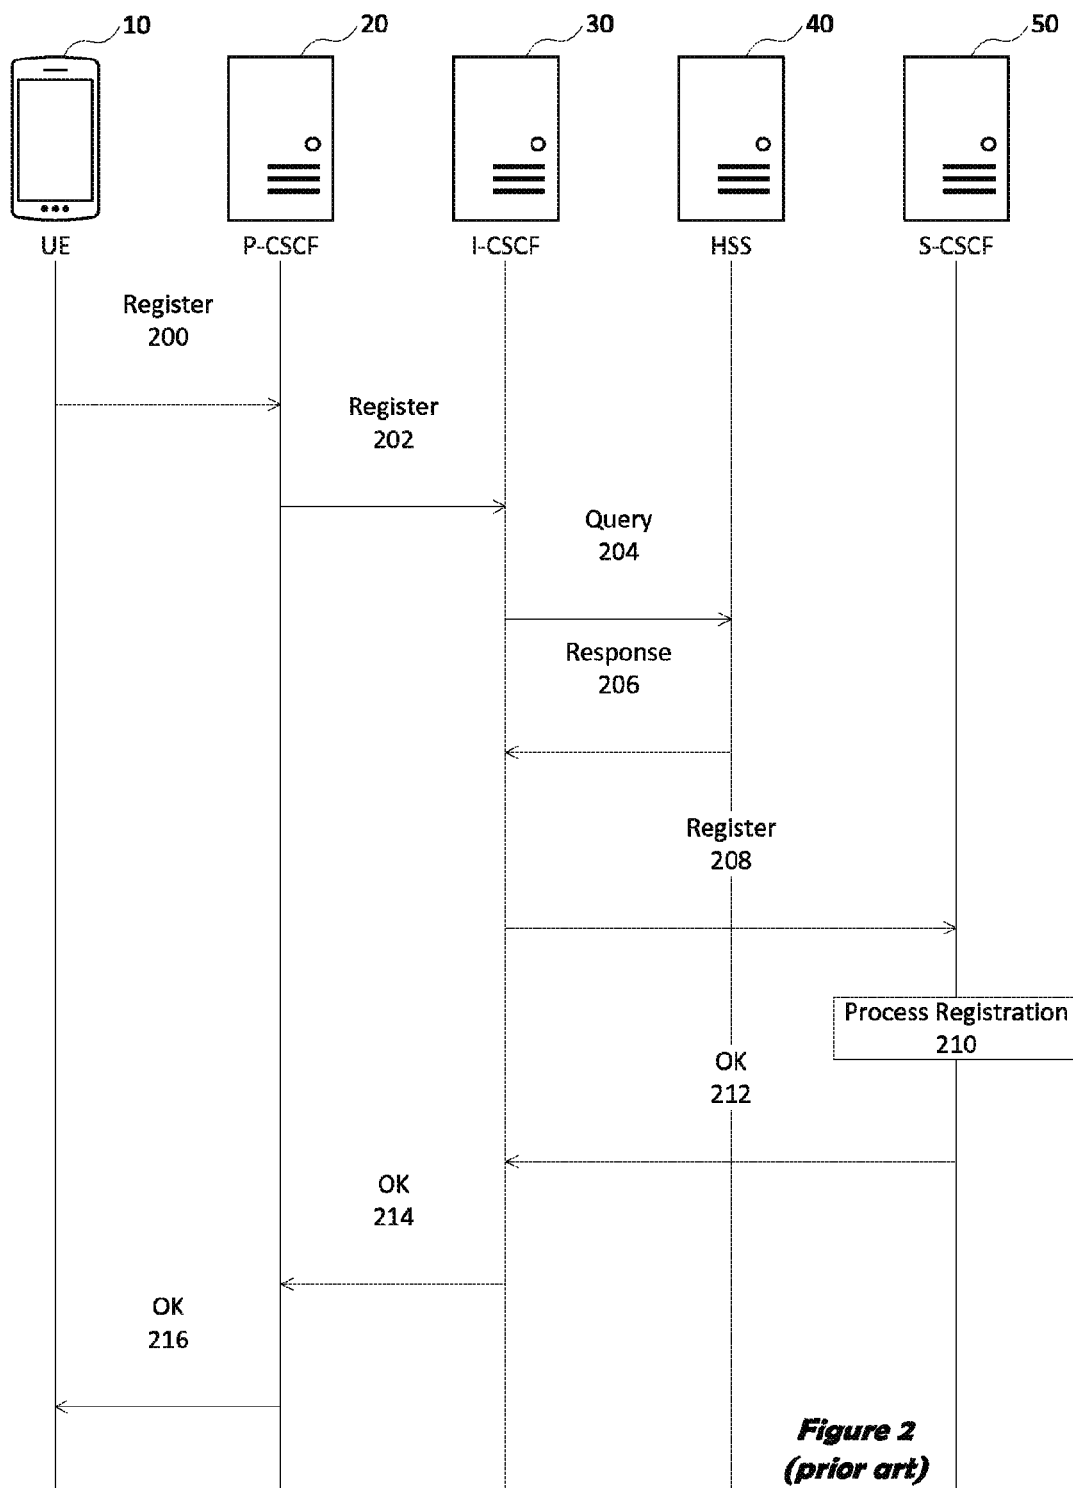 10
20
30
40
50
UE
P-CSCF
I-CSCF
HSS
S-CSCF
Register
200
Register
202
Query
204
Response
206
Register
208
Process Registration
210
OK
212
OK
214
OK
216
Figure 2
(prior art)